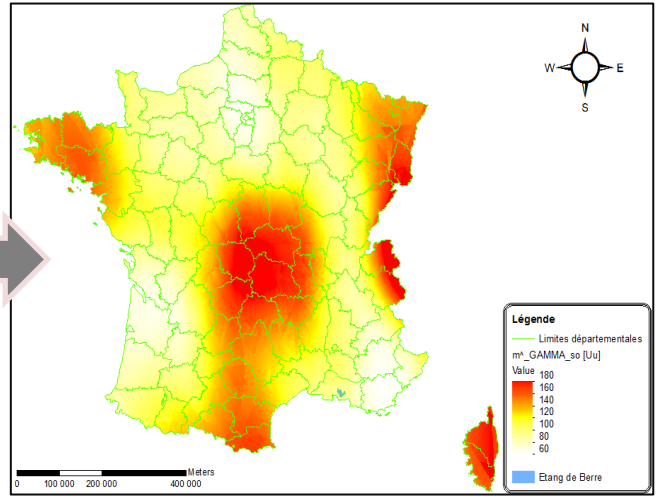 N
W E
S
Légende
Limites départementales
m^_GAMMA_so [Uu]
Value
180
160
140
120
100
80
60
Etang de Berre
Meters
0 100 000 200 000 400 000